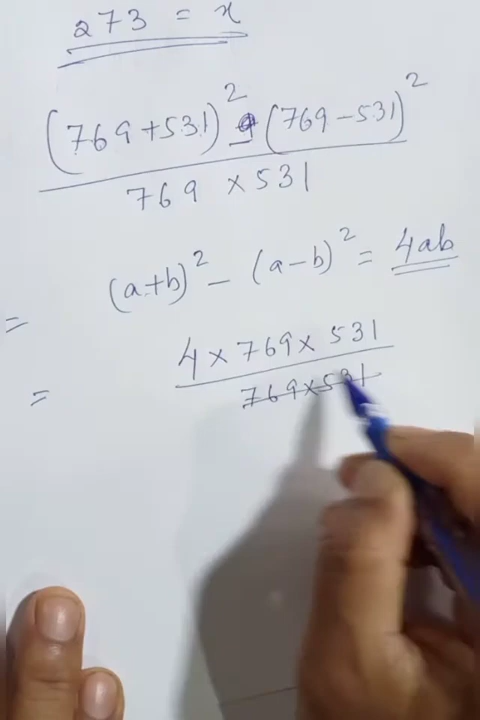 273 = x
(769+531)² - (769-531)²
769 × 531
(a+b)² - (a-b)² = 4ab
=
4 × 769 × 531
=
769×531